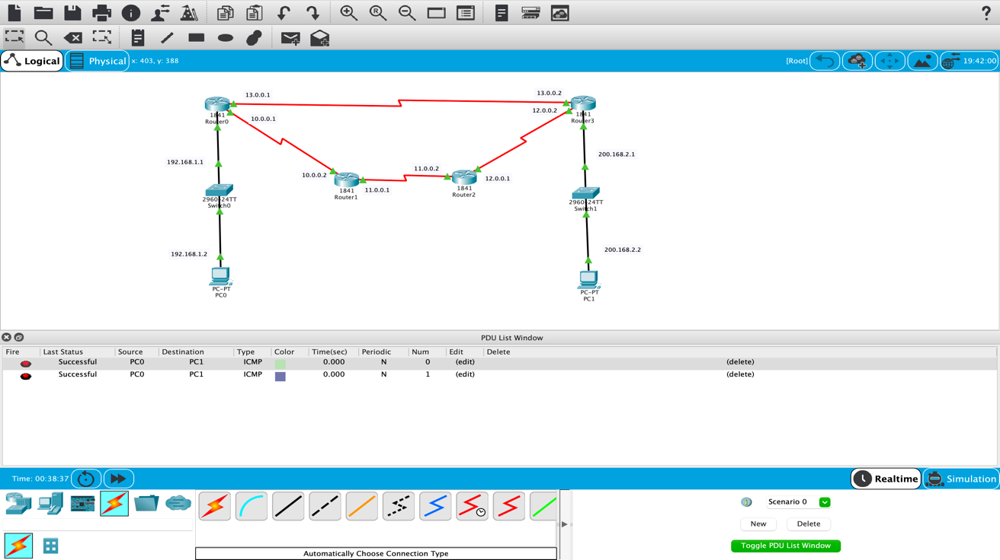 ?
Logical
Physical
x: 403, y: 388
[Root]
19:42:00
13.0.0.1
13.0.0.2
1841
Router0
10.0.0.1
12.0.0.2
1841
Router3
192.168.1.1
200.168.2.1
10.0.0.2
11.0.0.2
12.0.0.1
1841
Router1
11.0.0.1
1841
Router2
2960-24TT
Switch0
2960-24TT
Switch1
192.168.1.2
200.168.2.2
PC-PT
PC0
PC-PT
PC1
PDU List Window
Fire Last Status Source Destination Type Color Time(sec) Periodic Num Edit Delete
Successful PC0 PC1 ICMP 0.000 N 0 (edit) (delete)
Successful PC0 PC1 ICMP 0.000 N 1 (edit) (delete)
Time: 00:38:37
Realtime
Simulation
Scenario 0
New
Delete
Toggle PDU List Window
Automatically Choose Connection Type